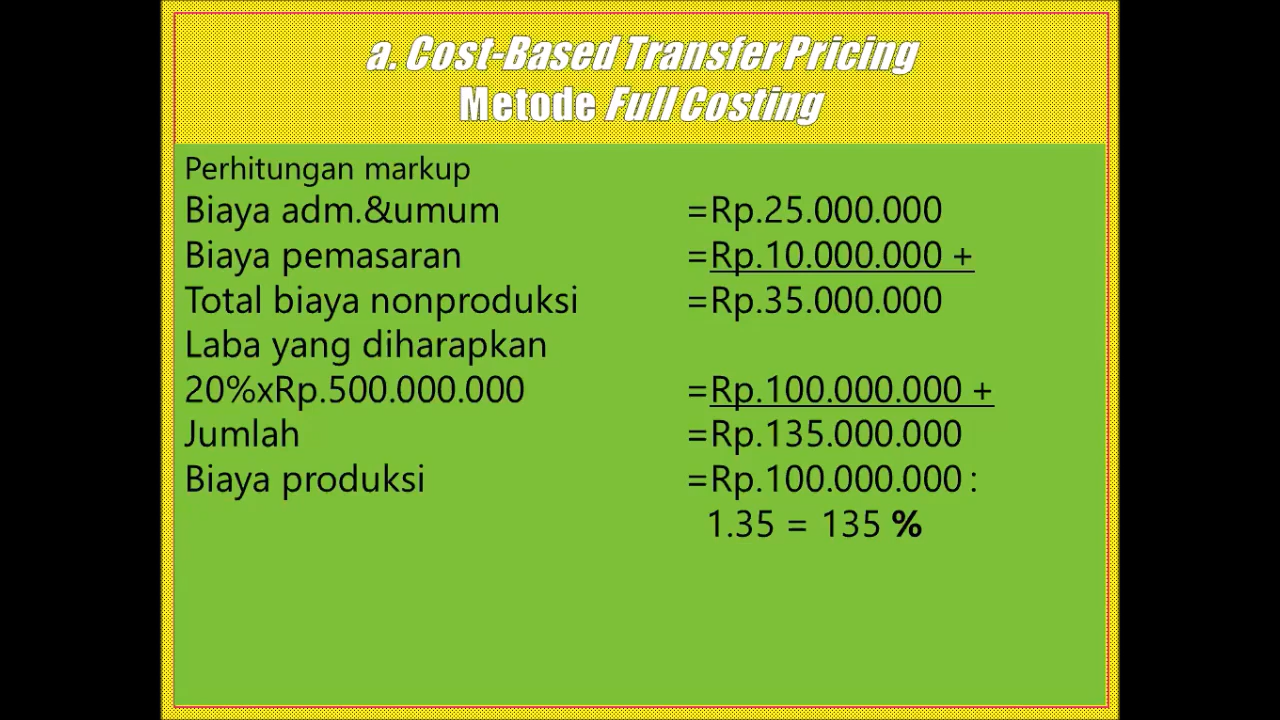 a. Cost-Based Transfer Pricing
Metode Full Costing
Perhitungan markup
Biaya adm.&umum =Rp.25.000.000
Biaya pemasaran =Rp.10.000.000 +
Total biaya nonproduksi =Rp.35.000.000
Laba yang diharapkan
20%xRp.500.000.000 =Rp.100.000.000 +
Jumlah =Rp.135.000.000
Biaya produksi =Rp.100.000.000 :
1.35 = 135 %